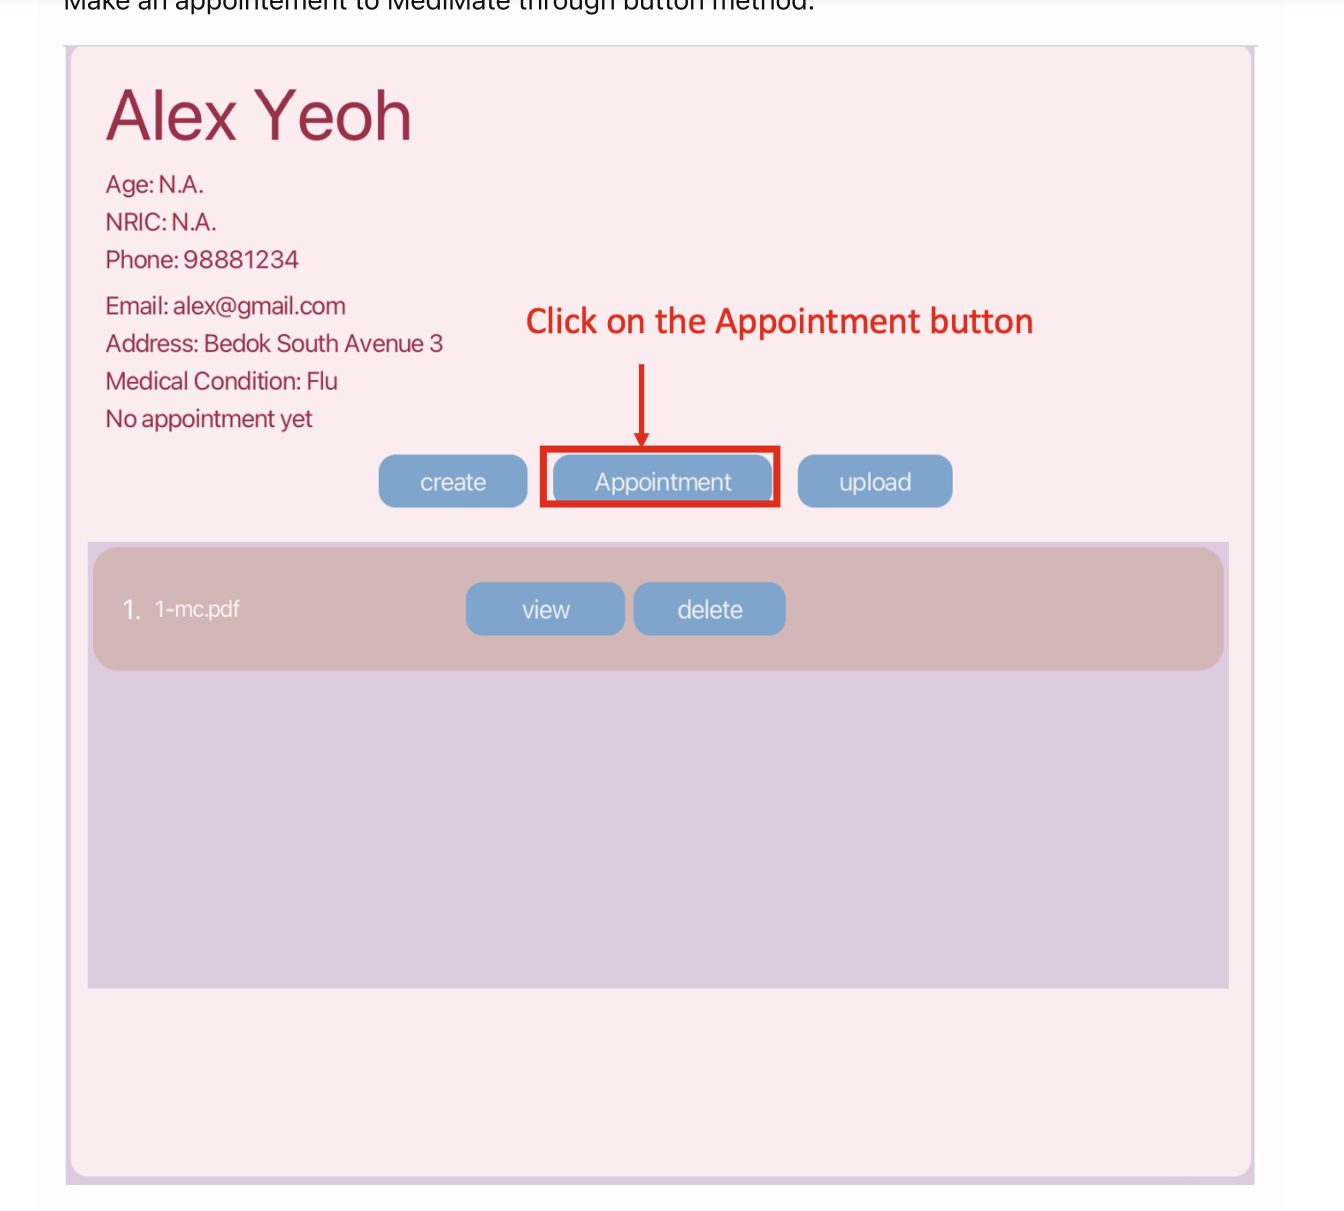 Make an appointement to MediMate through button method.
Alex Yeoh
Age: N.A.
NRIC: N.A.
Phone: 98881234
Email: alex@gmail.com
Address: Bedok South Avenue 3
Medical Condition: Flu
No appointment yet
Click on the Appointment button
create Appointment upload
1. 1-mc.pdf view delete